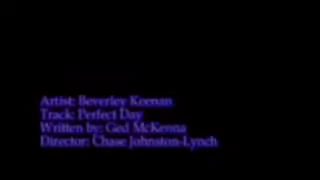 Artist: Beverley Keenan
Track: Perfect Day
Written by: Ged McKenna
Director: Chase Johnston-Lynch